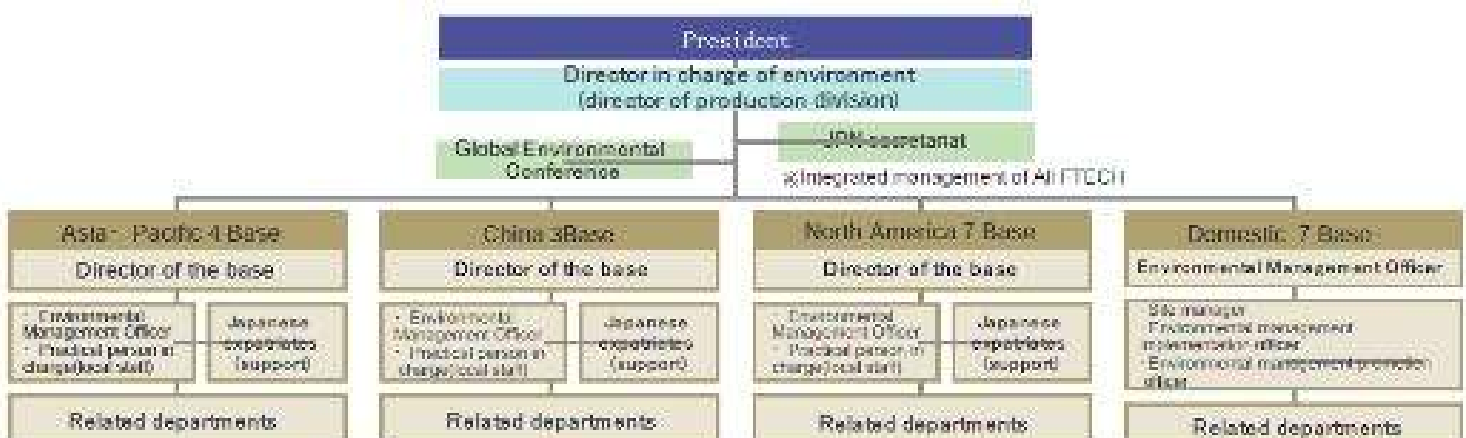 President
Director in charge of environment
(director of production division)
JPN secretariat
Global Environmental
Conference
※Integrated management of All FTECH
Asia・ Pacific 4 Base
China 3Base
North America 7 Base
Domestic 7 Base
Director of the base
Director of the base
Director of the base
Environmental Management Officer
・ Environmental
Management Officer
・ Practical person in
charge(local staff)
Japanese
expatriates
(support)
・ Environmental
Management Officer
・ Practical person in
charge(local staff)
Japanese
expatriates
(support)
・ Environmental
Management Officer
・ Practical person in
charge(local staff)
Japanese
expatriates
(support)
・Site manager
・Environmental management
implementation officer
・Environmental management promotion
officer
Related departments
Related departments
Related departments
Related departments